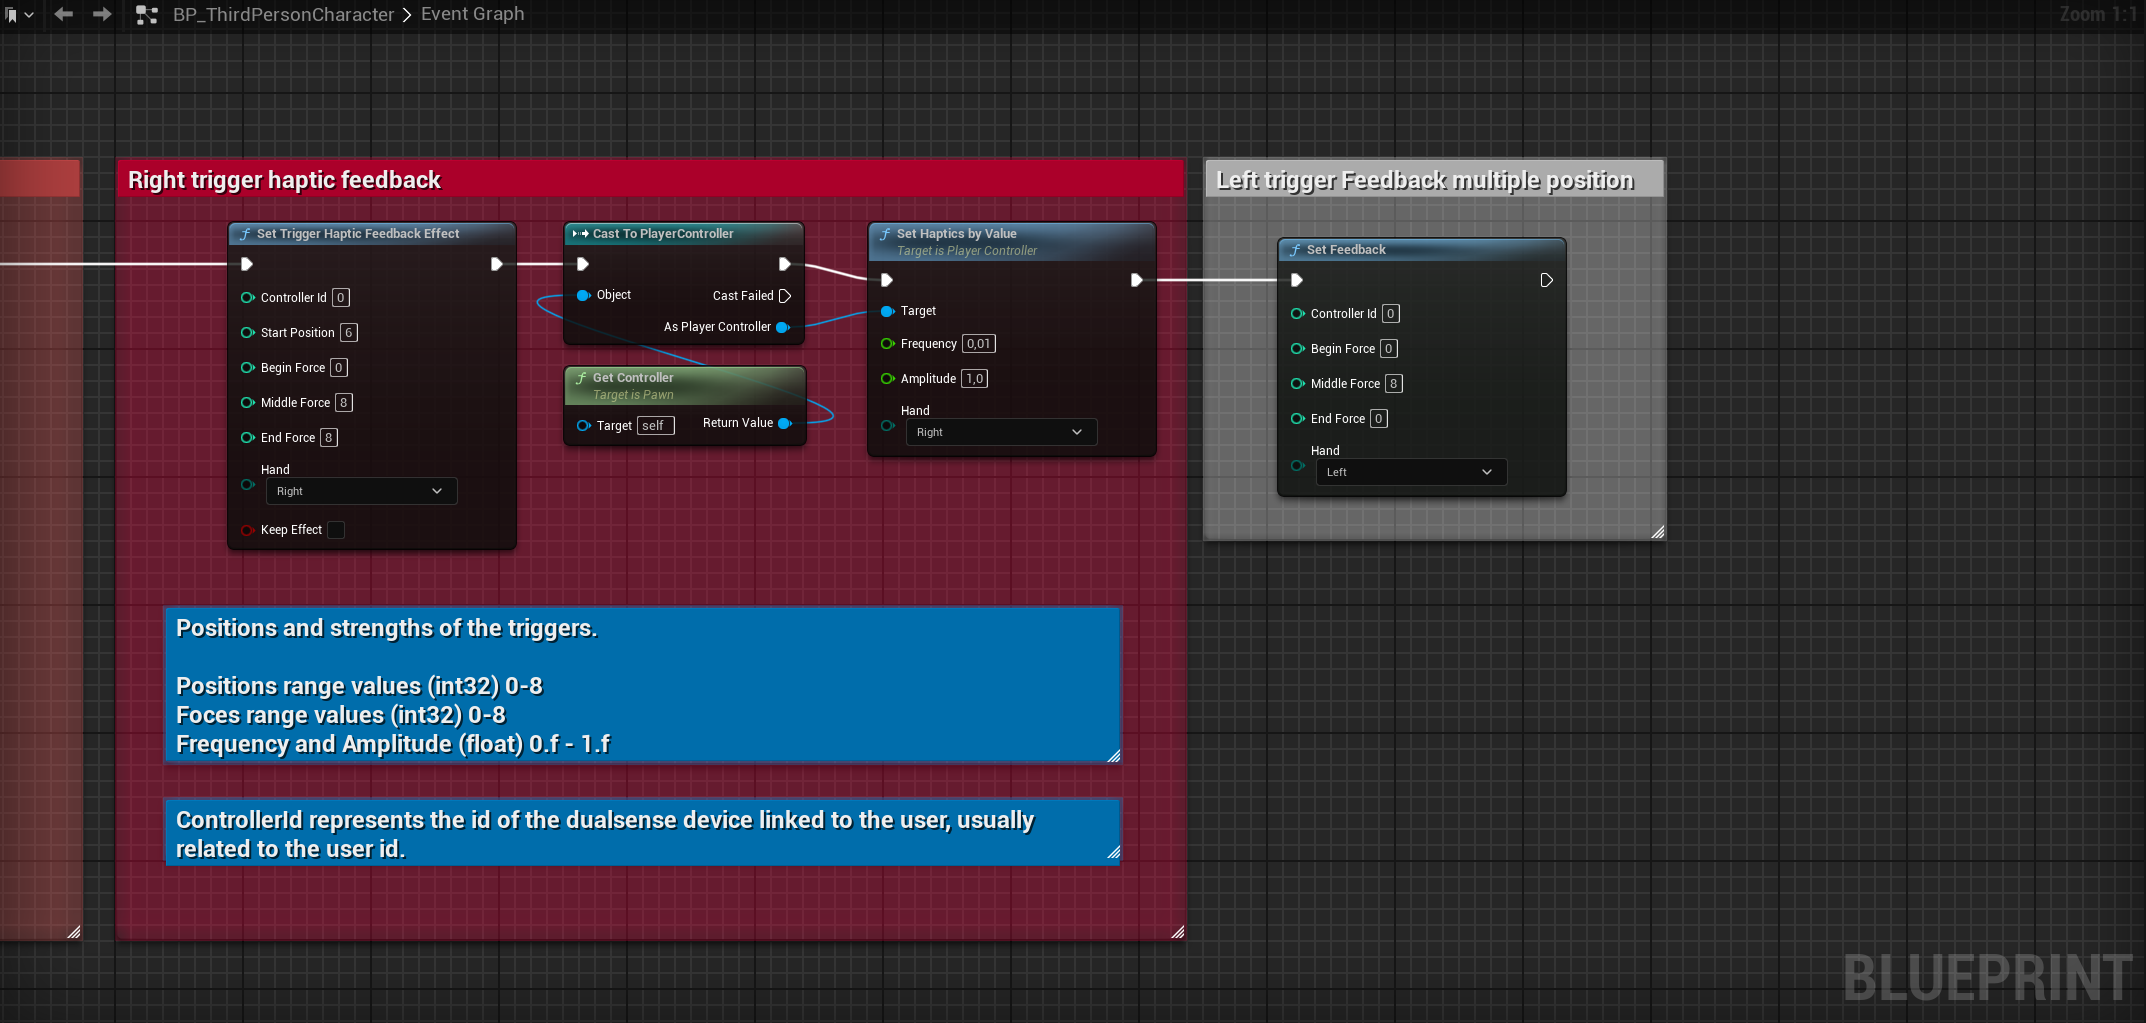 BP_ThirdPersonCharacter > Event Graph
Zoom 1:1
Right trigger haptic feedback
Set Trigger Haptic Feedback Effect
Controller Id 0
Start Position 6
Begin Force 0
Middle Force 8
End Force 8
Hand
Right
Keep Effect
Cast To PlayerController
Object
Cast Failed
As Player Controller
Get Controller
Target is Pawn
Target self
Return Value
Set Haptics by Value
Target is Player Controller
Target
Frequency 0,01
Amplitude 1,0
Hand
Right
Left trigger Feedback multiple position
Set Feedback
Controller Id 0
Begin Force 0
Middle Force 8
End Force 0
Hand
Left
Positions and strengths of the triggers.
Positions range values (int32) 0-8
Foces range values (int32) 0-8
Frequency and Amplitude (float) 0.f - 1.f
ControllerId represents the id of the dualsense device linked to the user, usually
related to the user id.
BLUEPRINT